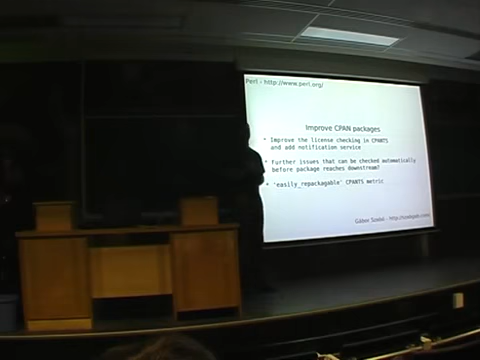 Perl - http://www.perl.org/
Improve CPAN packages
* Improve the license checking in CPANTS
and add notification service
* Further issues that can be checked automatically
before package reaches downstream?
* 'easily_repackagable' CPANTS metric
Gábor Szabó - http://szabgab.com/